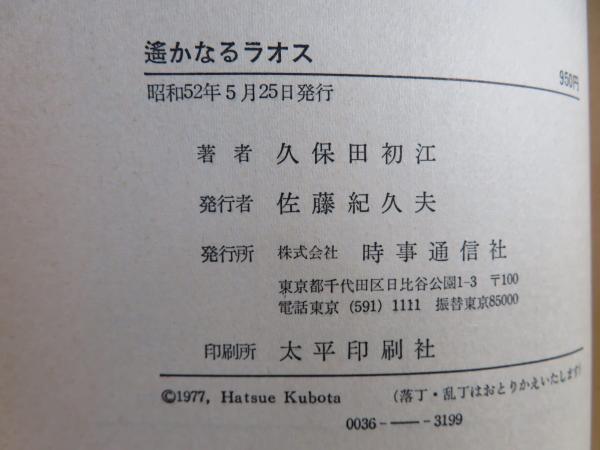 遙かなるラオス
950円
昭和52年5月25日発行
著者 久保田初江
発行者 佐藤紀久夫
発行所 株式会社 時事通信社
東京都千代田区日比谷公園1-3 〒100
電話東京 (591) 1111 振替東京85000
印刷所 太平印刷社
©1977, Hatsue Kubota (落丁・乱丁はおとりかえいたします)
0036-――-3199